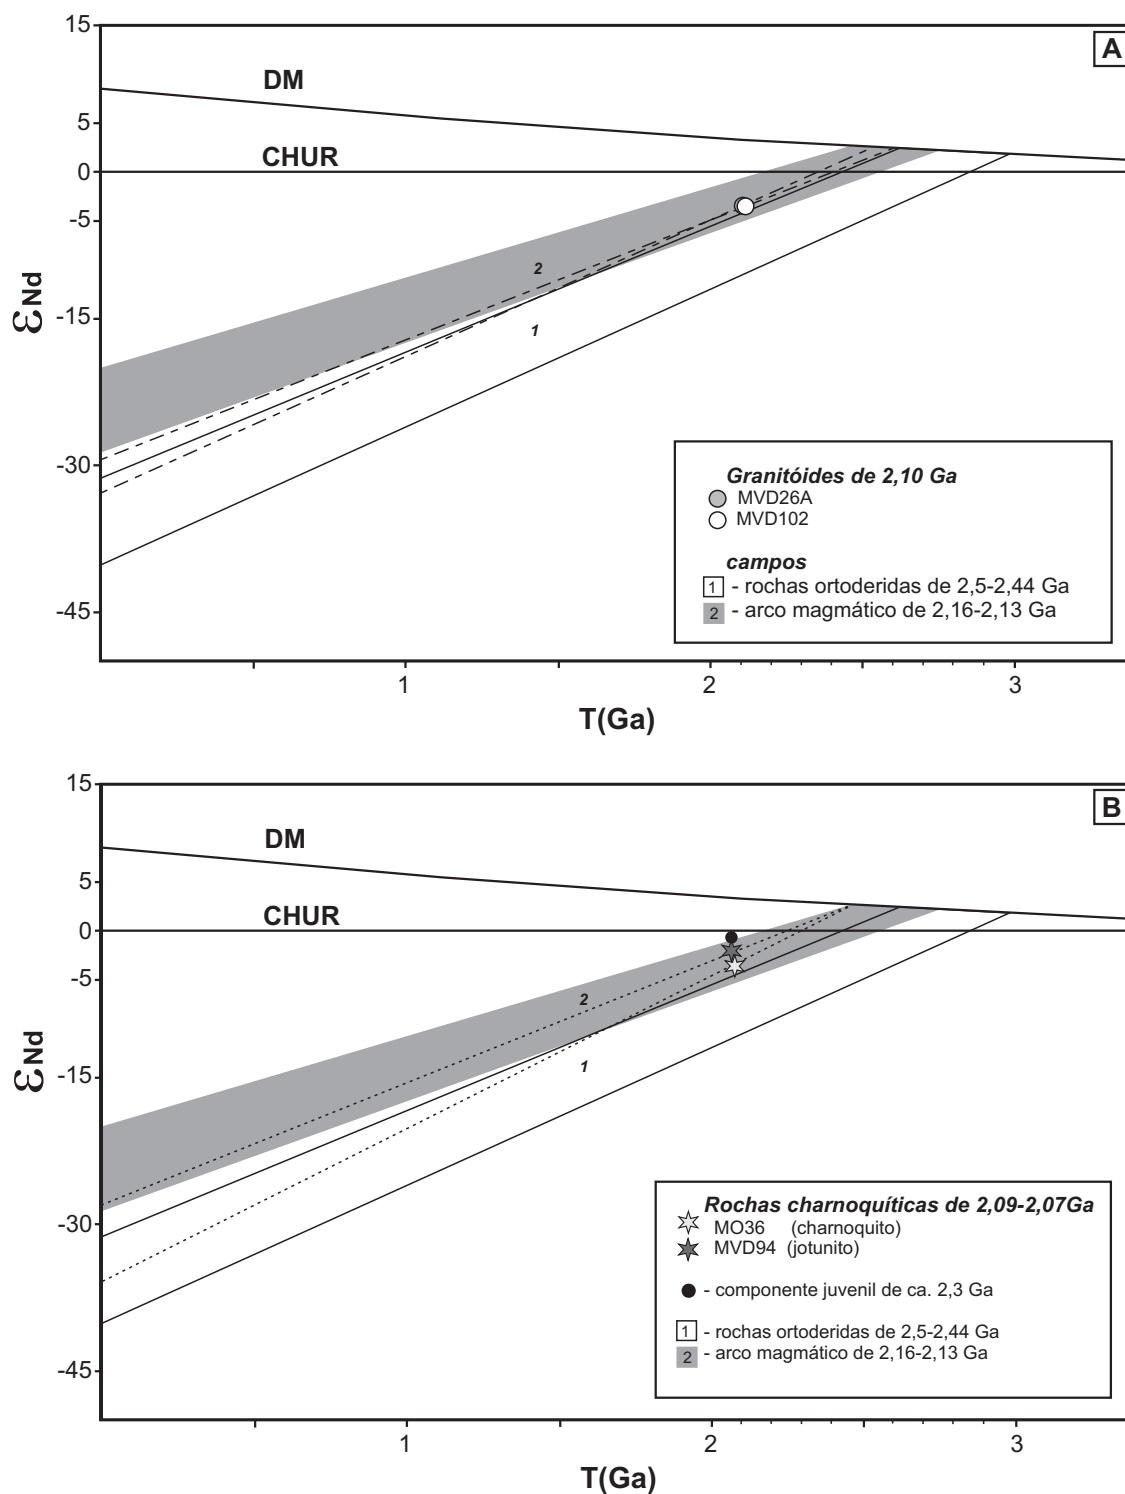 A
15
DM
5
CHUR
0
-5
εNd
2
-15
1
-30
Granitóides de 2,10 Ga
MVD26A
MVD102
campos
1 - rochas ortoderidas de 2,5-2,44 Ga
2 - arco magmático de 2,16-2,13 Ga
-45
1 2 3
T(Ga)
B
15
DM
5
CHUR
0
-5
εNd
2
-15
1
-30
Rochas charnoquíticas de 2,09-2,07Ga
MO36 (charnoquito)
MVD94 (jotunito)
- componente juvenil de ca. 2,3 Ga
1 - rochas ortoderidas de 2,5-2,44 Ga
2 - arco magmático de 2,16-2,13 Ga
-45
1 2 3
T(Ga)